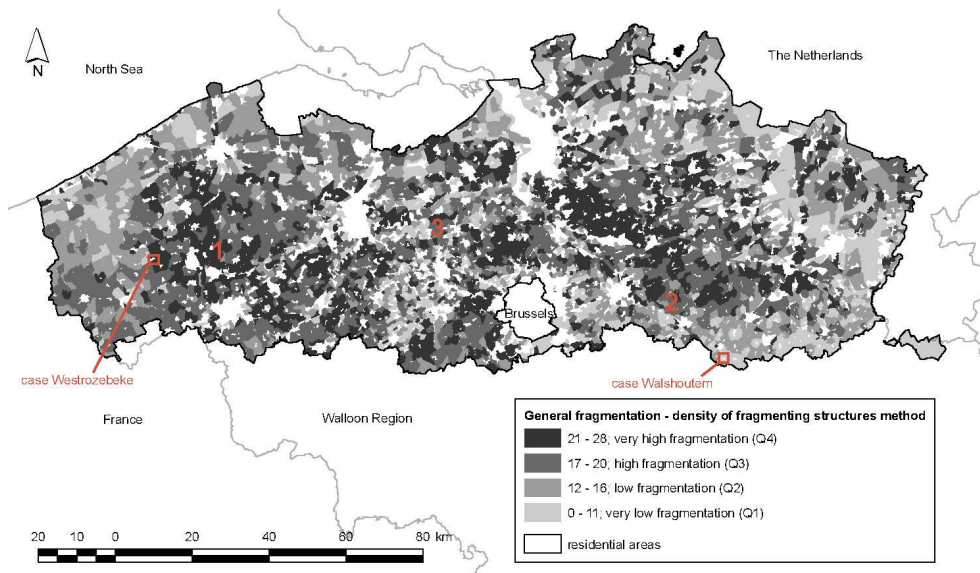 N
North Sea
The Netherlands
1
3
2
Brussels
case Westrozebeke
case Walshoutem
France
Walloon Region
General fragmentation - density of fragmenting structures method
21 - 28; very high fragmentation (Q4)
17 - 20; high fragmentation (Q3)
12 - 16; low fragmentation (Q2)
0 - 11; very low fragmentation (Q1)
residential areas
20 0 20 40 60 80 km